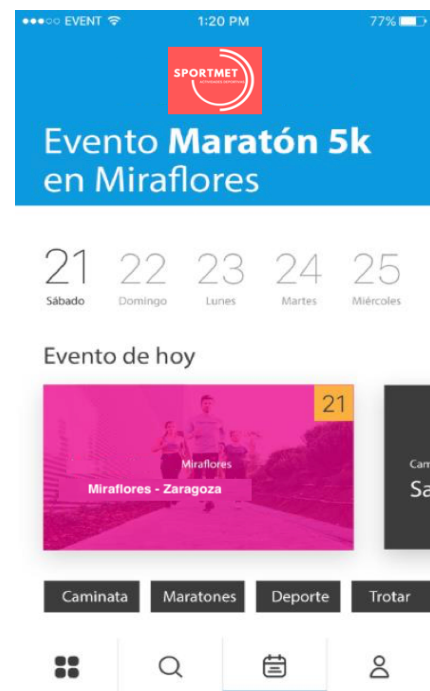 EVENT 1:20 PM 77%
SPORTMET
Evento Maratón 5k
en Miraflores
21 22 23 24 25
Sábado Domingo Lunes Martes Miércoles
Evento de hoy
21
Miraflores
Cam
Miraflores - Zaragoza
Sa
Caminata Maratones Deporte Trotar